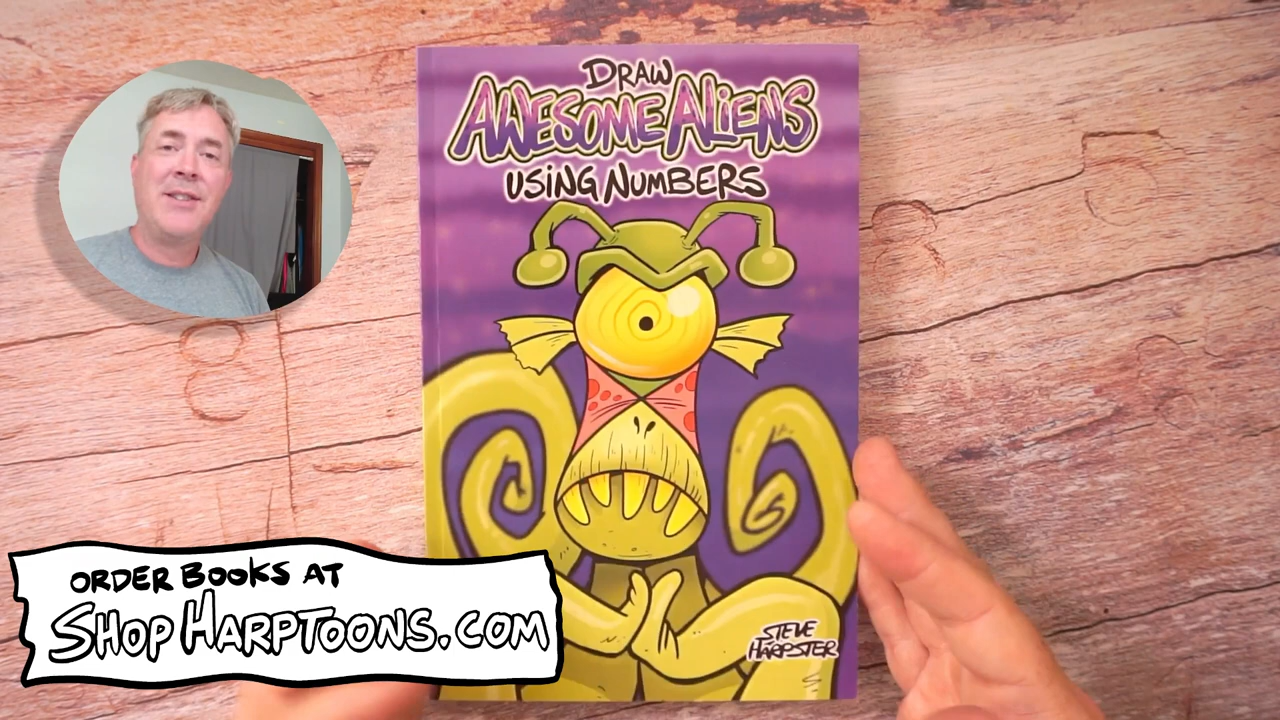 DRAW
AWESOME ALIENS
USING NUMBERS
STEVE
HARPSTER
ORDER BOOKS AT
SHOPHARPTOONS.COM